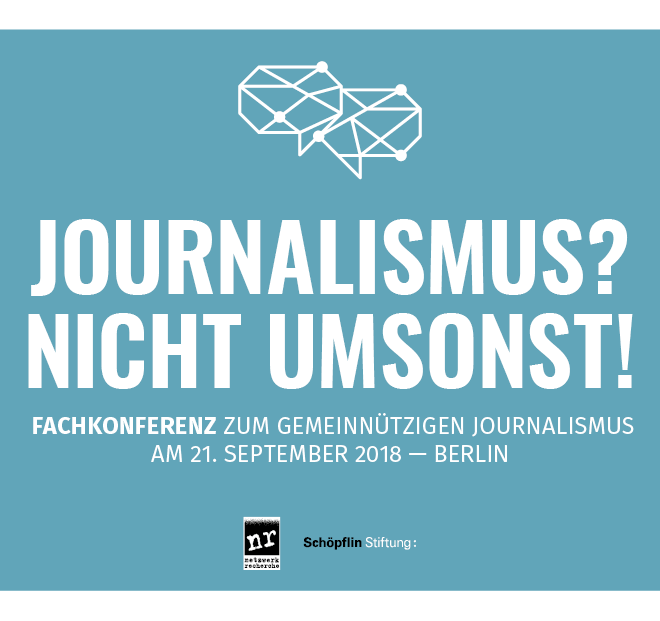 JOURNALISMUS?
NICHT UMSONST!
FACHKONFERENZ ZUM GEMEINNÜTZIGEN JOURNALISMUS
AM 21. SEPTEMBER 2018 — BERLIN
nr
netzwerk
recherche
Schöpflin Stiftung: